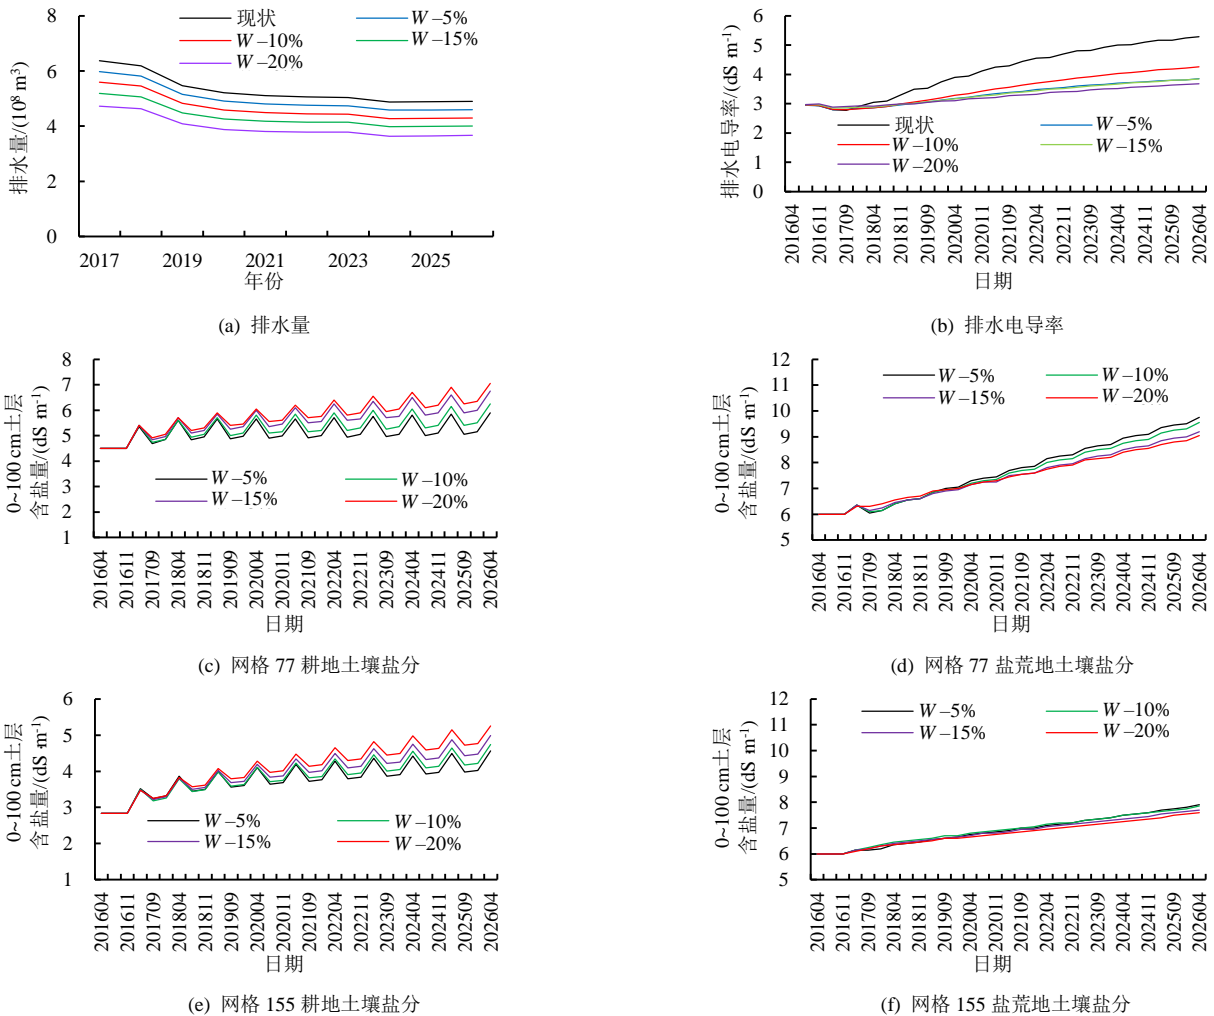 8
6
4
2
0
排水量/(10⁸ m³)
现状
W –5%
W –10%
W –15%
W –20%
2017 2019 2021 2023 2025
年份
(a) 排水量
6
5
4
3
2
1
0
排水电导率/(dS·m⁻¹)
现状
W –5%
W –10%
W –15%
W –20%
201604 201611 201709 201804 201811 201909 202004 202011 202109 202204 202211 202309 202404 202411 202509 202604
日期
(b) 排水电导率
8
7
6
5
4
3
2
1
0~100 cm土层
含盐量/(dS·m⁻¹)
W –5%
W –10%
W –15%
W –20%
201604 201611 201709 201804 201811 201909 202004 202011 202109 202204 202211 202309 202404 202411 202509 202604
日期
(c) 网格 77 耕地土壤盐分
12
11
10
9
8
7
6
5
0~100 cm土层
含盐量/(dS·m⁻¹)
W –5%
W –10%
W –15%
W –20%
201604 201611 201709 201804 201811 201909 202004 202011 202109 202204 202211 202309 202404 202411 202509 202604
日期
(d) 网格 77 盐荒地土壤盐分
6
5
4
3
2
1
0~100 cm土层
含盐量/(dS·m⁻¹)
W –5%
W –10%
W –15%
W –20%
201604 201611 201709 201804 201811 201909 202004 202011 202109 202204 202211 202309 202404 202411 202509 202604
日期
(e) 网格 155 耕地土壤盐分
12
11
10
9
8
7
6
5
0~100 cm土层
含盐量/(dS·m⁻¹)
W –5%
W –10%
W –15%
W –20%
201604 201611 201709 201804 201811 201909 202004 202011 202109 202204 202211 202309 202404 202411 202509 202604
日期
(f) 网格 155 盐荒地土壤盐分